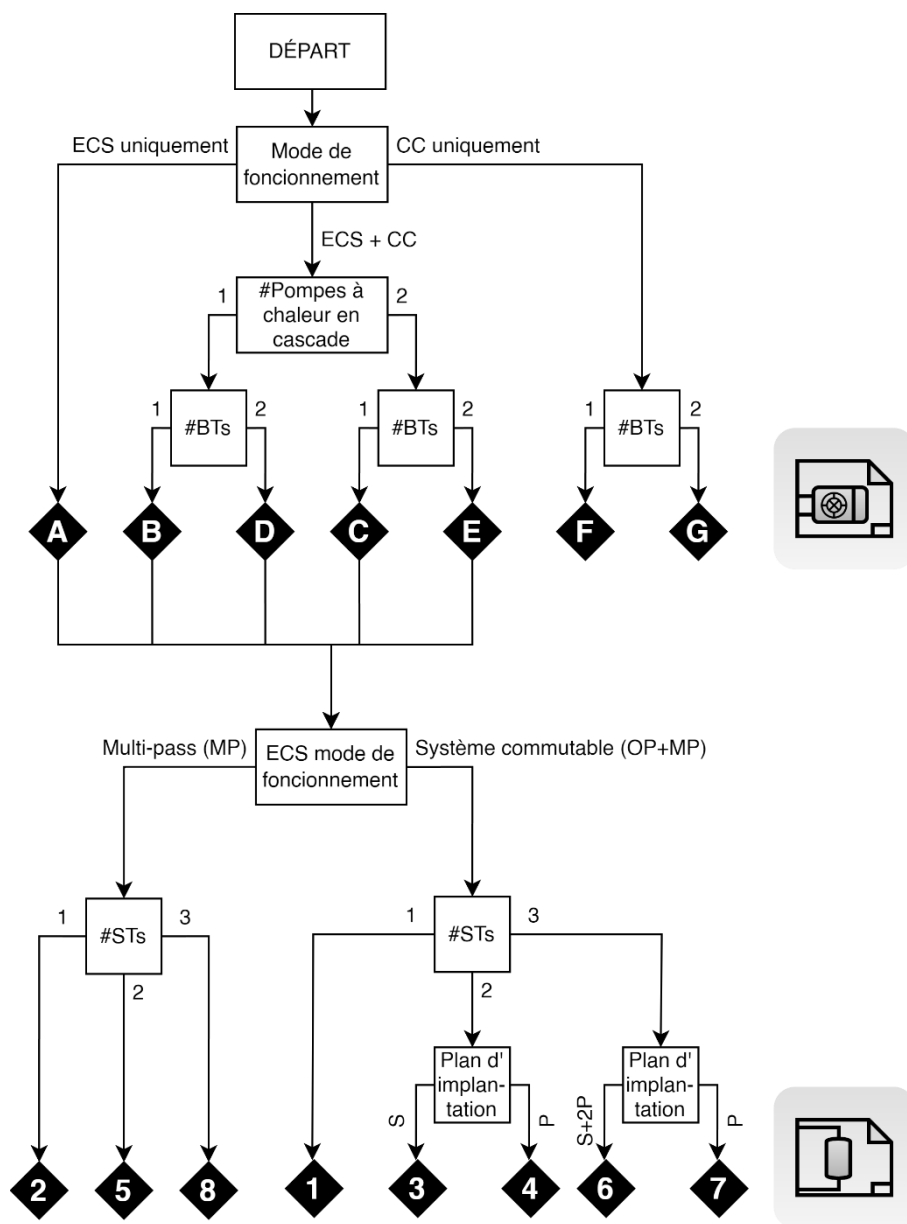 DÉPART
ECS uniquement
Mode de
foncionnement
CC uniquement
ECS + CC
1
#Pompes à
chaleur en
cascade
2
1
#BTs
2
1
#BTs
2
1
#BTs
2
A
B
D
C
E
F
G
Multi-pass (MP)
ECS mode de
foncionnement
Système commutable (OP+MP)
1
#STs
3
2
1
#STs
3
2
Plan d'
implan-
tation
S
P
Plan d'
implan-
tation
S+2P
P
2
5
8
1
3
4
6
7